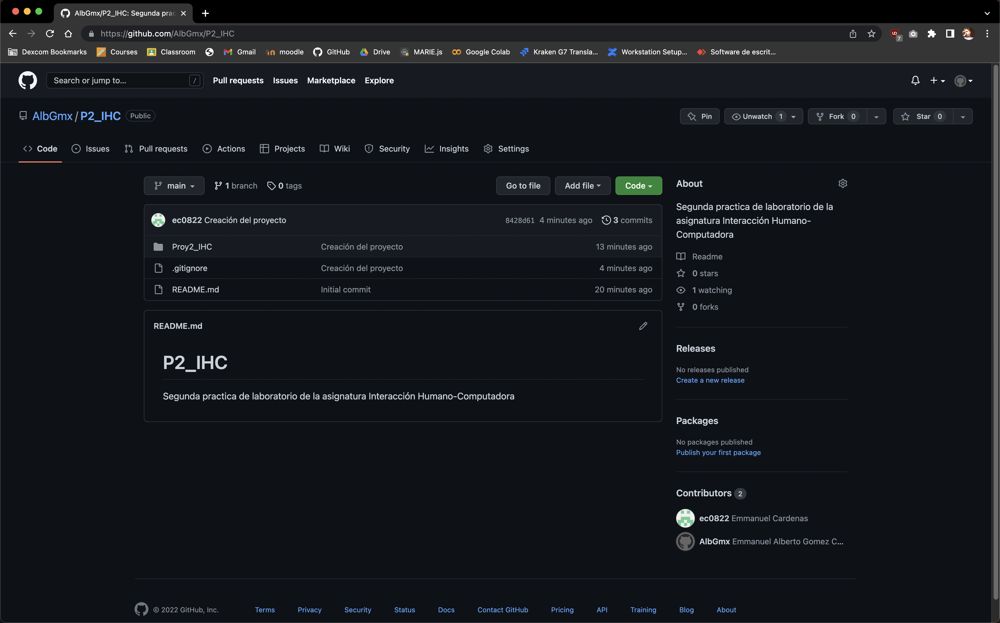 AlbGmx/P2_IHC: Segunda prac
https://github.com/AlbGmx/P2_IHC
7
Dexcom Bookmarks Courses Classroom Gmail moodle GitHub Drive MARIE.js Google Colab Kraken G7 Transla... Workstation Setup... Software de escrit...
Search or jump to... / Pull requests Issues Marketplace Explore
AlbGmx / P2_IHC Public Pin Unwatch 1 Fork 0 Star 0
Code Issues Pull requests Actions Projects Wiki Security Insights Settings
main 1 branch 0 tags Go to file Add file Code
ec0822 Creación del proyecto 8428d61 4 minutes ago 3 commits
Proy2_IHC Creación del proyecto 13 minutes ago
.gitignore Creación del proyecto 4 minutes ago
README.md Initial commit 20 minutes ago
README.md
P2_IHC
Segunda practica de laboratorio de la asignatura Interacción Humano-Computadora
About
Segunda practica de laboratorio de la
asignatura Interacción Humano-
Computadora
Readme
0 stars
1 watching
0 forks
Releases
No releases published
Create a new release
Packages
No packages published
Publish your first package
Contributors 2
ec0822 Emmanuel Cardenas
AlbGmx Emmanuel Alberto Gomez C...
© 2022 GitHub, Inc. Terms Privacy Security Status Docs Contact GitHub Pricing API Training Blog About